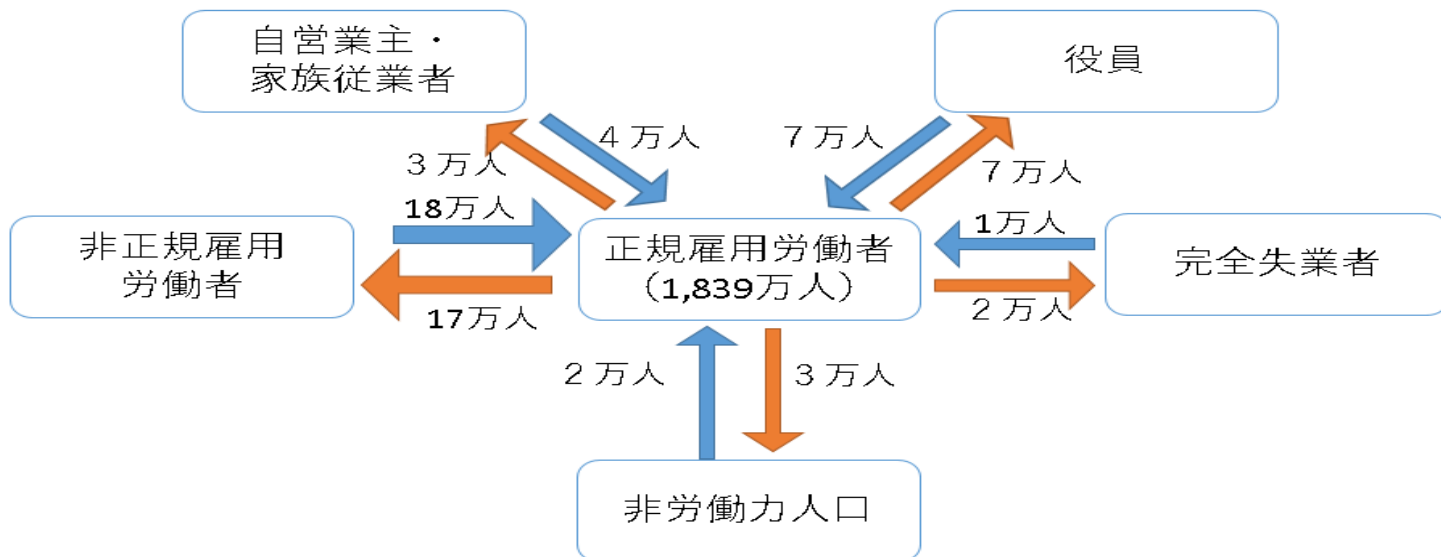 自営業主・
家族従業者
役員
４万人
７万人
３万人
７万人
18万人
１万人
非正規雇用
労働者
正規雇用労働者
（1,839万人）
完全失業者
17万人
２万人
２万人
３万人
非労働力人口